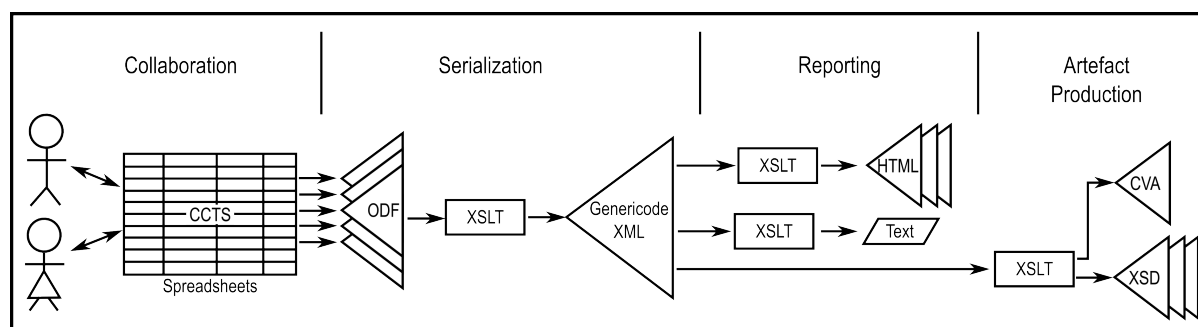 Collaboration
Serialization
Reporting
Artefact
Production
CCTS
Spreadsheets
ODF
XSLT
Genericode
XML
XSLT
HTML
XSLT
Text
XSLT
CVA
XSD